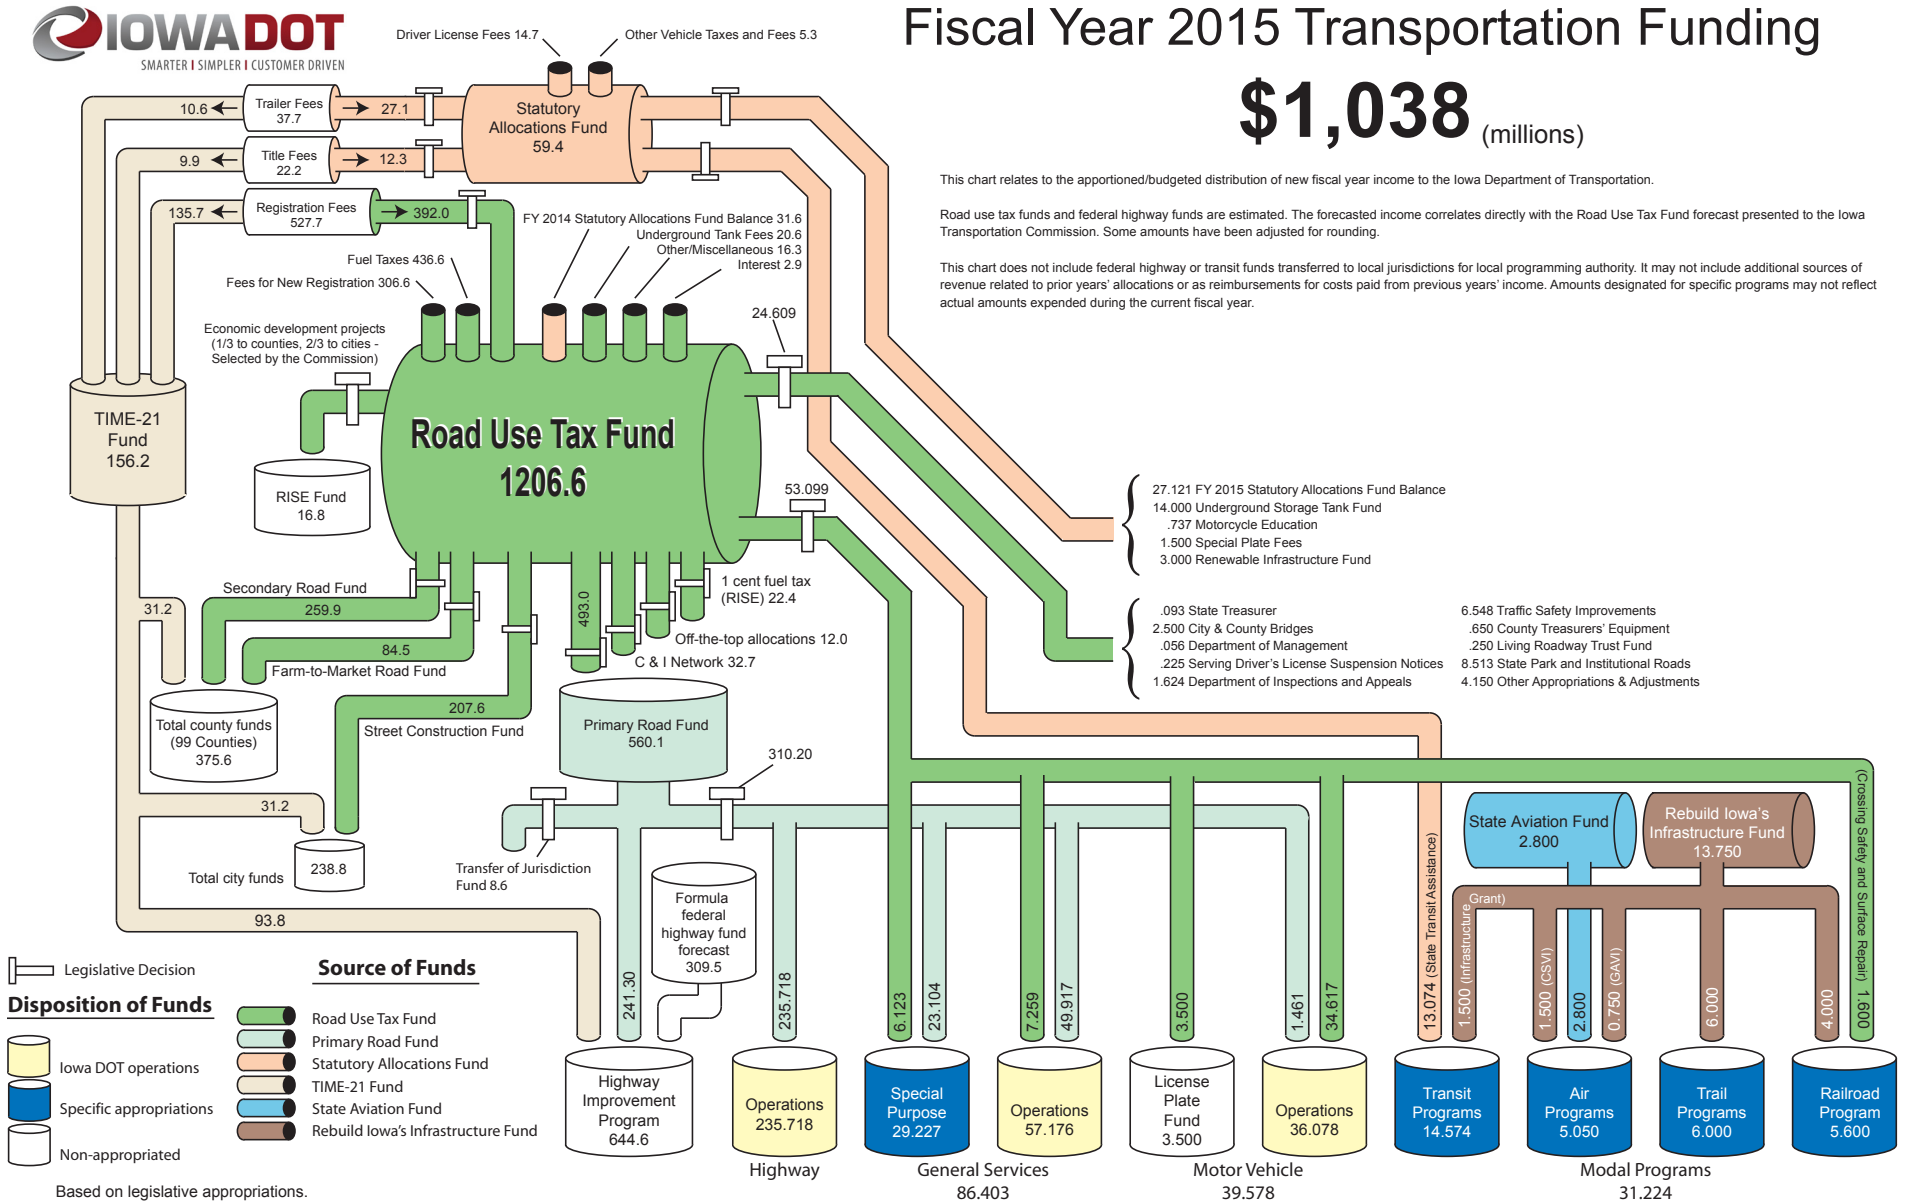 IOWADOT
SMARTER | SIMPLER | CUSTOMER DRIVEN
Fiscal Year 2015 Transportation Funding
$1,038 (millions)
This chart relates to the apportioned/budgeted distribution of new fiscal year income to the Iowa Department of Transportation.
Road use tax funds and federal highway funds are estimated. The forecasted income correlates directly with the Road Use Tax Fund forecast presented to the Iowa
Transportation Commission. Some amounts have been adjusted for rounding.
This chart does not include federal highway or transit funds transferred to local jurisdictions for local programming authority. It may not include additional sources of
revenue related to prior years' allocations or as reimbursements for costs paid from previous years' income. Amounts designated for specific programs may not reflect
actual amounts expended during the current fiscal year.
Driver License Fees 14.7
Other Vehicle Taxes and Fees 5.3
10.6
Trailer Fees
37.7
27.1
Statutory
Allocations Fund
59.4
9.9
Title Fees
22.2
12.3
135.7
Registration Fees
527.7
392.0
FY 2014 Statutory Allocations Fund Balance 31.6
Underground Tank Fees 20.6
Other/Miscellaneous 16.3
Interest 2.9
Fuel Taxes 436.6
Fees for New Registration 306.6
24.609
Economic development projects
(1/3 to counties, 2/3 to cities -
Selected by the Commission)
TIME-21
Fund
156.2
Road Use Tax Fund
1206.6
RISE Fund
16.8
53.099
27.121 FY 2015 Statutory Allocations Fund Balance
14.000 Underground Storage Tank Fund
.737 Motorcycle Education
1.500 Special Plate Fees
3.000 Renewable Infrastructure Fund
Secondary Road Fund
31.2
259.9
493.0
1 cent fuel tax
(RISE) 22.4
Off-the-top allocations 12.0
C & I Network 32.7
84.5
Farm-to-Market Road Fund
.093 State Treasurer
2.500 City & County Bridges
.056 Department of Management
.225 Serving Driver's License Suspension Notices
1.624 Department of Inspections and Appeals
6.548 Traffic Safety Improvements
.650 County Treasurers' Equipment
.250 Living Roadway Trust Fund
8.513 State Park and Institutional Roads
4.150 Other Appropriations & Adjustments
207.6
Street Construction Fund
Total county funds
(99 Counties)
375.6
Primary Road Fund
560.1
310.20
31.2
Total city funds
238.8
Transfer of Jurisdiction
Fund 8.6
Formula
federal
highway fund
forecast
309.5
93.8
State Aviation Fund
2.800
Rebuild Iowa's
Infrastructure Fund
13.750
241.30
235.718
6.123
23.104
7.259
49.917
3.500
1.461
34.617
13.074 (State Transit Assistance)
1.500 (Infrastructure Grant)
1.500 (CSVI)
2.800
0.750 (GAVI)
6.000
4.000
(Crossing Safety and Surface Repair) 1.600
Legislative Decision
Disposition of Funds
Iowa DOT operations
Specific appropriations
Non-appropriated
Based on legislative appropriations.
Source of Funds
Road Use Tax Fund
Primary Road Fund
Statutory Allocations Fund
TIME-21 Fund
State Aviation Fund
Rebuild Iowa's Infrastructure Fund
Highway
Improvement
Program
644.6
Operations
235.718
Special
Purpose
29.227
Operations
57.176
License
Plate
Fund
3.500
Operations
36.078
Transit
Programs
14.574
Air
Programs
5.050
Trail
Programs
6.000
Railroad
Program
5.600
Highway
General Services
86.403
Motor Vehicle
39.578
Modal Programs
31.224